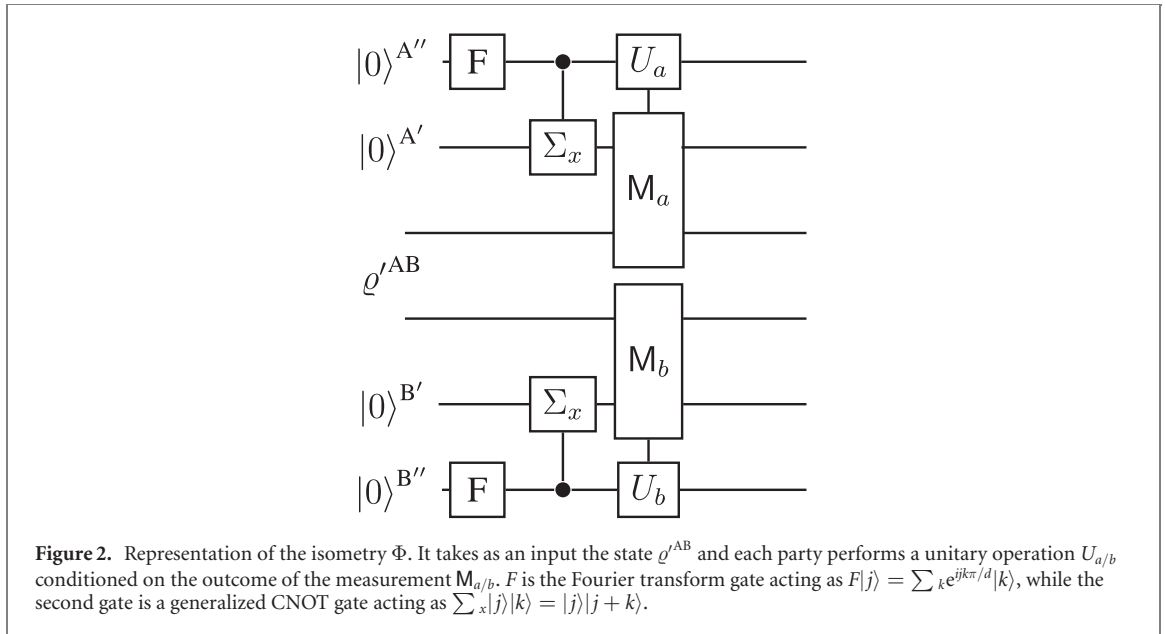 |0⟩^A″ F U_a
|0⟩^A′ Σ_x M_a
ϱ′^AB
M_b
|0⟩^B′ Σ_x
|0⟩^B″ F U_b
Figure 2. Representation of the isometry Φ. It takes as an input the state ϱ′^AB and each party performs a unitary operation U_a/b
conditioned on the outcome of the measurement M_a/b. F is the Fourier transform gate acting as F|j⟩ = ∑_k e^{ijkπ/d}|k⟩, while the
second gate is a generalized CNOT gate acting as ∑_x|j⟩|k⟩ = |j⟩|j + k⟩.